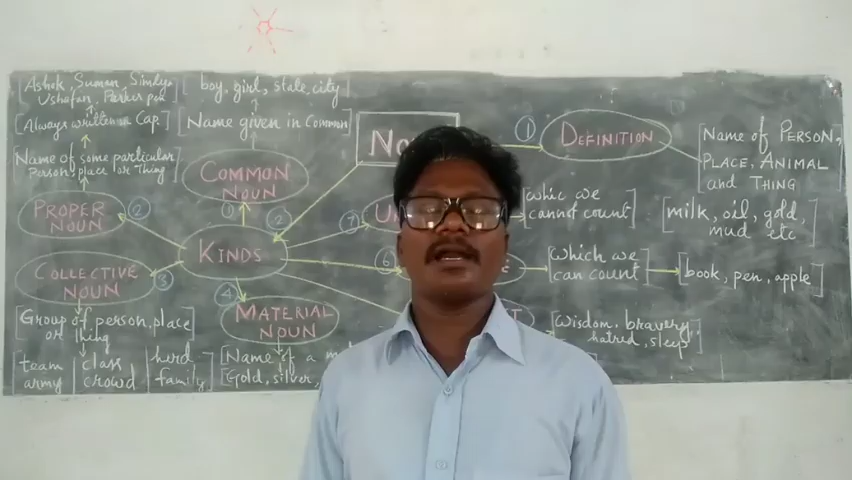 Ashok, Suman, Simlega
Ushafan, Parker pen
[Always written in Cap.]
[Name of some particular
Person, place or Thing]
PROPER
NOUN
②
boy, girl, state, city
[Name given in Common]
COMMON
NOUN
①
KINDS
②
①
DEFINITION
[Name of PERSON,
PLACE, ANIMAL
and THING
⑦
[whic we
cannot count]
[milk, oil, gold,
mud etc]
⑥
[which we
can count]
[book, pen, apple]
COLLECTIVE
NOUN
③
[Group of person, place
or thing
team
army
class
crowd
herd
family
④
MATERIAL
NOUN
[Name of a
Gold, silver,
[Wisdom, bravery,
hatred, sleep